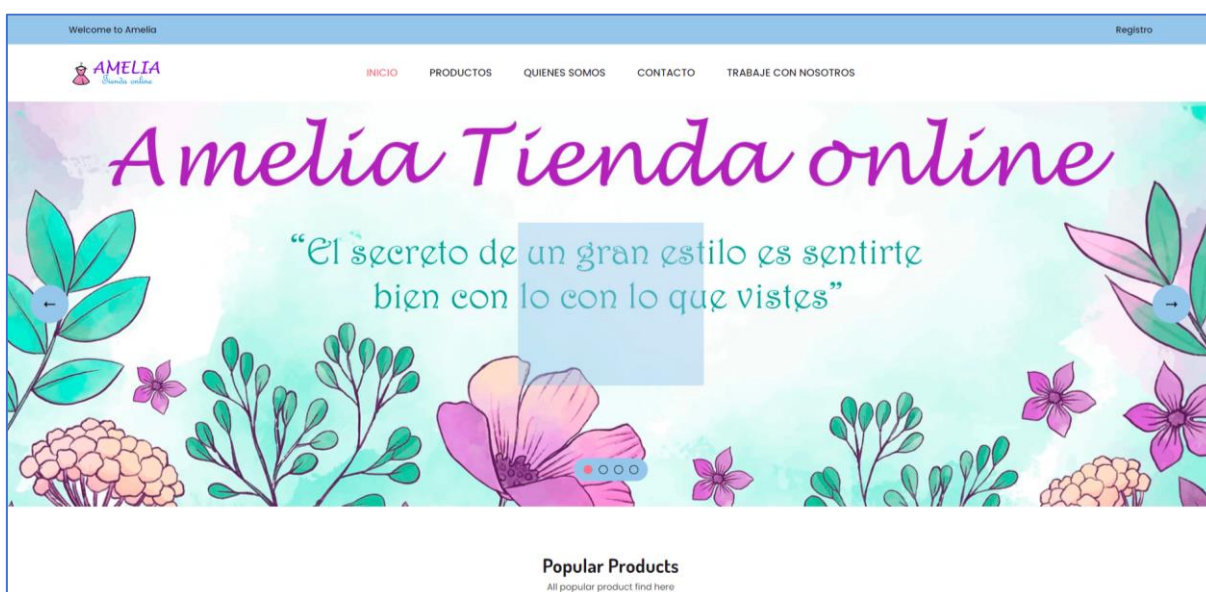 Welcome to Amelia
Registro
AMELIA
Tienda online
INICIO PRODUCTOS QUIENES SOMOS CONTACTO TRABAJE CON NOSOTROS
Amelia Tienda online
“El secreto de un gran estilo es sentirte
bien con lo con lo que vistes”
Popular Products
All popular product find here